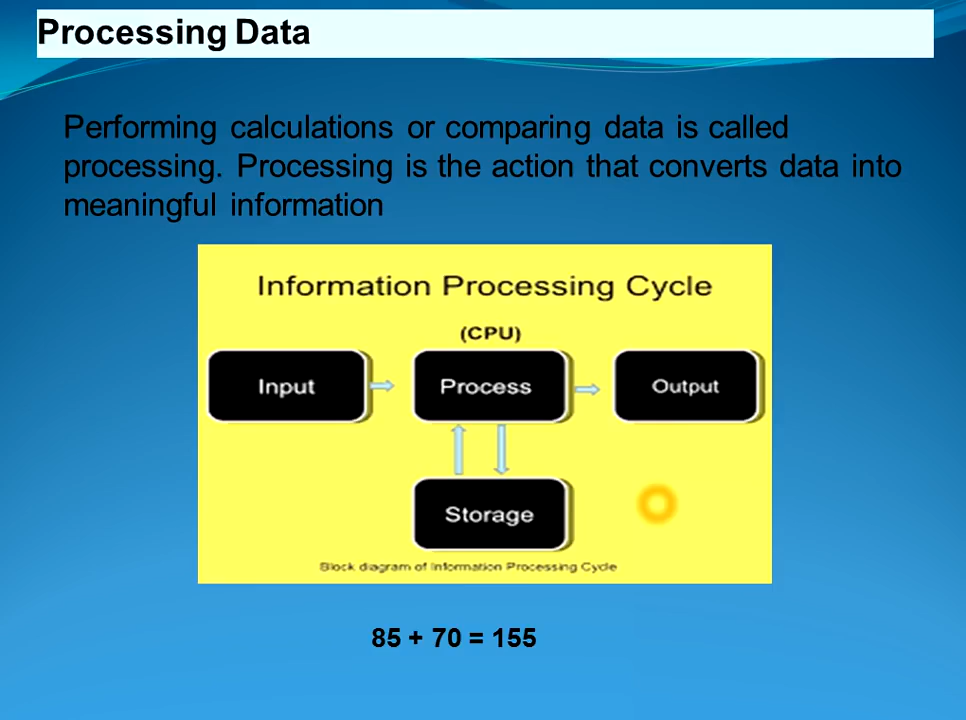 Processing Data
Performing calculations or comparing data is called
processing. Processing is the action that converts data into
meaningful information
Information Processing Cycle
(CPU)
Input
Process
Output
Storage
Block diagram of Information Processing Cycle
85 + 70 = 155